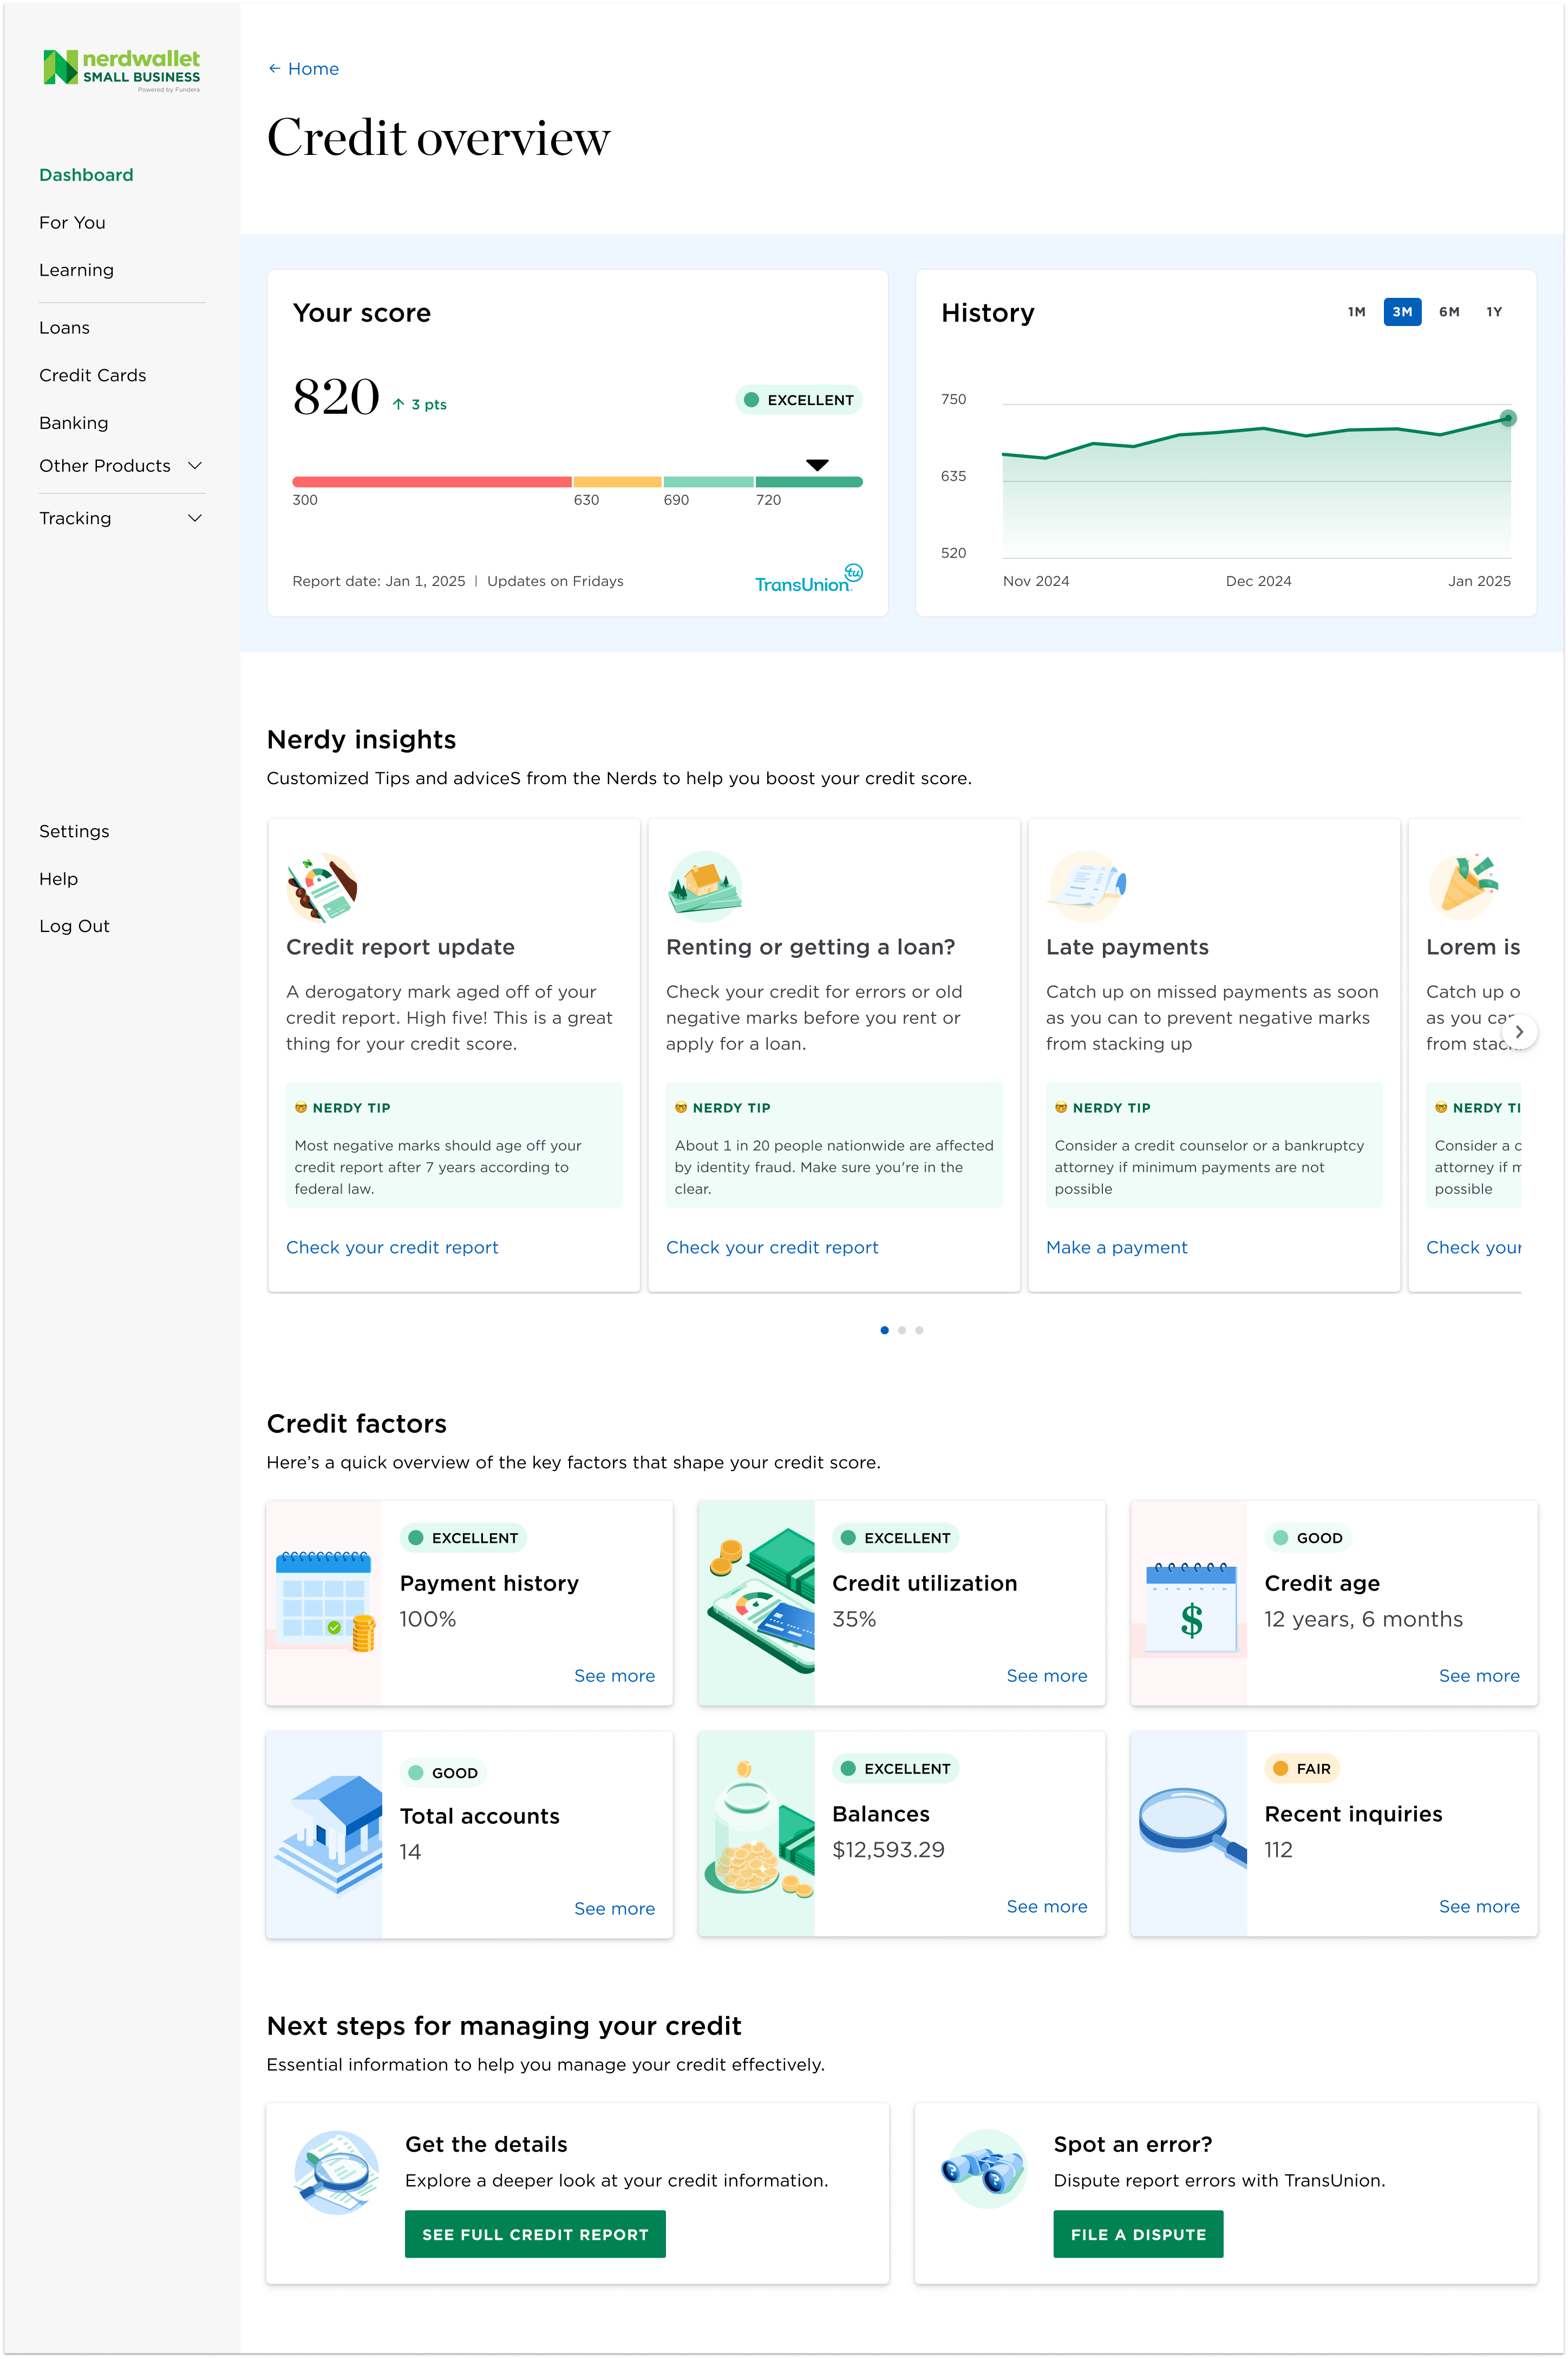 nerdwallet
SMALL BUSINESS
Powered by Fundera
Dashboard
For You
Learning
Loans
Credit Cards
Banking
Other Products
Tracking
Settings
Help
Log Out
← Home
Credit overview
Your score
820 ↑ 3 pts
EXCELLENT
300 630 690 720
Report date: Jan 1, 2025 | Updates on Fridays
TransUnion tu
History
1M 3M 6M 1Y
750
635
520
Nov 2024 Dec 2024 Jan 2025
Nerdy insights
Customized Tips and adviceS from the Nerds to help you boost your credit score.
Credit report update
A derogatory mark aged off of your
credit report. High five! This is a great
thing for your credit score.
🤓 NERDY TIP
Most negative marks should age off your
credit report after 7 years according to
federal law.
Check your credit report
Renting or getting a loan?
Check your credit for errors or old
negative marks before you rent or
apply for a loan.
🤓 NERDY TIP
About 1 in 20 people nationwide are affected
by identity fraud. Make sure you're in the
clear.
Check your credit report
Late payments
Catch up on missed payments as soon
as you can to prevent negative marks
from stacking up
🤓 NERDY TIP
Consider a credit counselor or a bankruptcy
attorney if minimum payments are not
possible
Make a payment
Lorem is
Catch up o
as you can
from stac
🤓 NERDY TI
Consider a c
attorney if m
possible
Check your
Credit factors
Here’s a quick overview of the key factors that shape your credit score.
EXCELLENT
Payment history
100%
See more
EXCELLENT
Credit utilization
35%
See more
$
GOOD
Credit age
12 years, 6 months
See more
GOOD
Total accounts
14
See more
EXCELLENT
Balances
$12,593.29
See more
FAIR
Recent inquiries
112
See more
Next steps for managing your credit
Essential information to help you manage your credit effectively.
Get the details
Explore a deeper look at your credit information.
SEE FULL CREDIT REPORT
? ?
Spot an error?
Dispute report errors with TransUnion.
FILE A DISPUTE